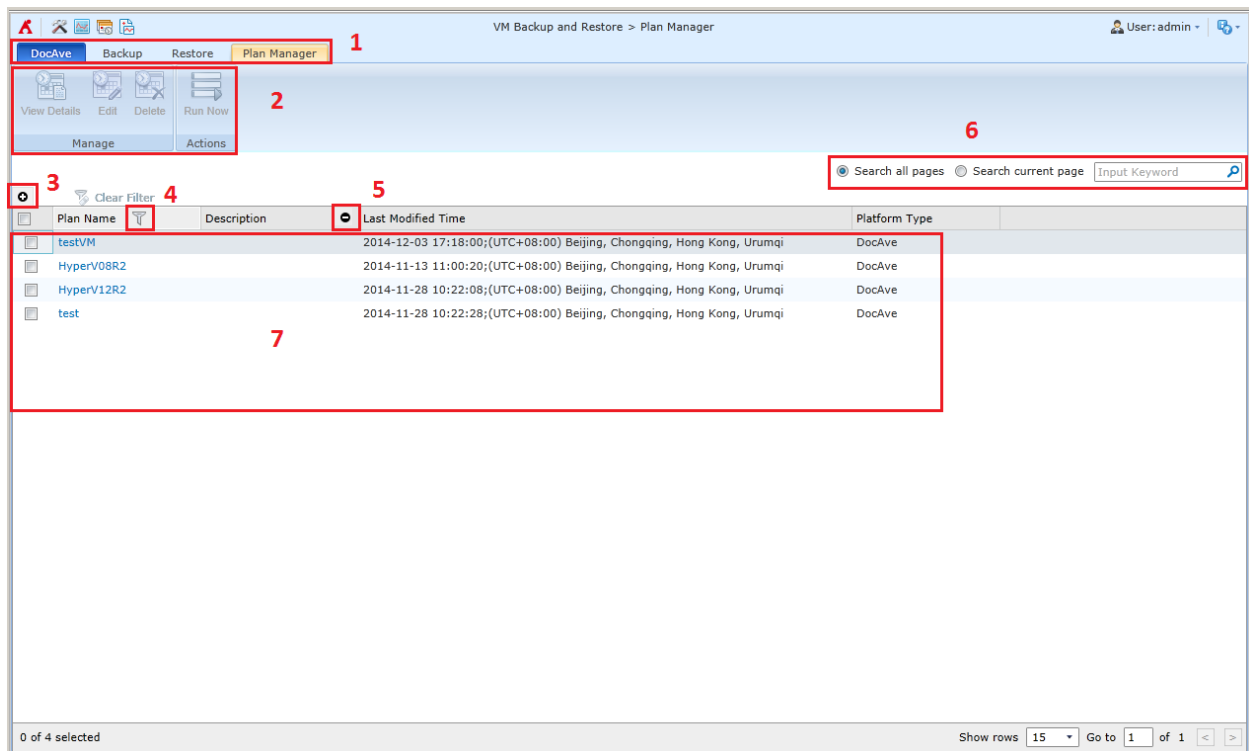 VM Backup and Restore > Plan Manager
User: admin
DocAve Backup Restore Plan Manager 1
View Details Edit Delete Run Now 2
Manage Actions
6
Search all pages Search current page Input Keyword
3 Clear Filter 4 5
Plan Name Description Last Modified Time Platform Type
testVM 2014-12-03 17:18:00;(UTC+08:00) Beijing, Chongqing, Hong Kong, Urumqi DocAve
HyperV08R2 2014-11-13 11:00:20;(UTC+08:00) Beijing, Chongqing, Hong Kong, Urumqi DocAve
HyperV12R2 2014-11-28 10:22:08;(UTC+08:00) Beijing, Chongqing, Hong Kong, Urumqi DocAve
test 2014-11-28 10:22:28;(UTC+08:00) Beijing, Chongqing, Hong Kong, Urumqi DocAve
7
0 of 4 selected Show rows 15 Go to 1 of 1 < >